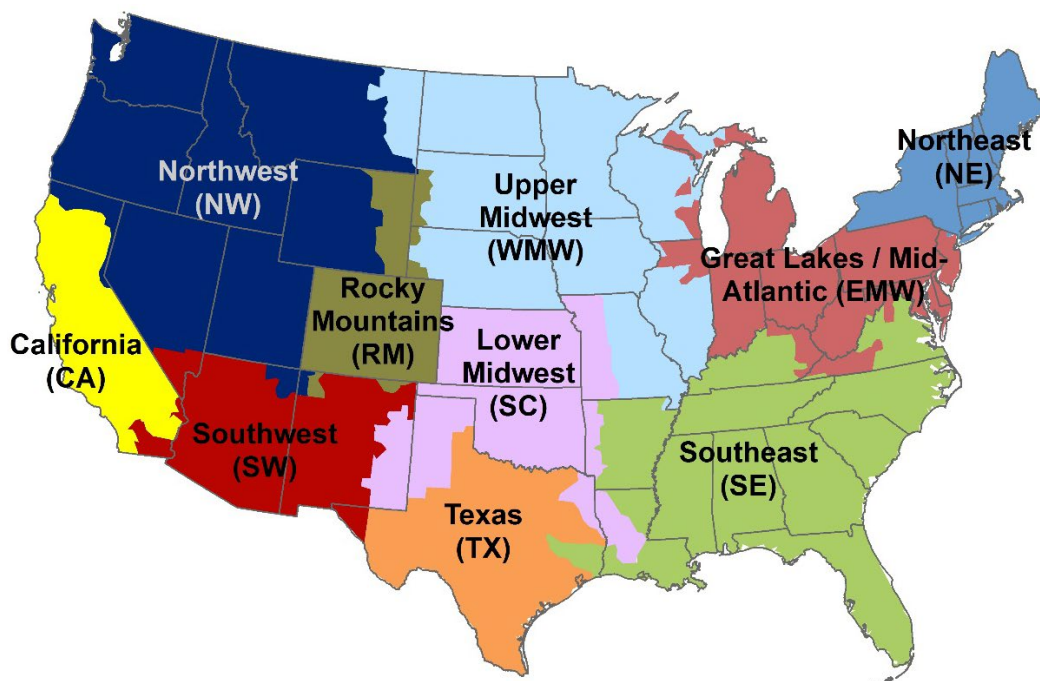 Northwest
(NW)
Upper
Midwest
(WMW)
Northeast
(NE)
Great Lakes / Mid-
Atlantic (EMW)
Rocky
Mountains
(RM)
California
(CA)
Lower
Midwest
(SC)
Southwest
(SW)
Southeast
(SE)
Texas
(TX)